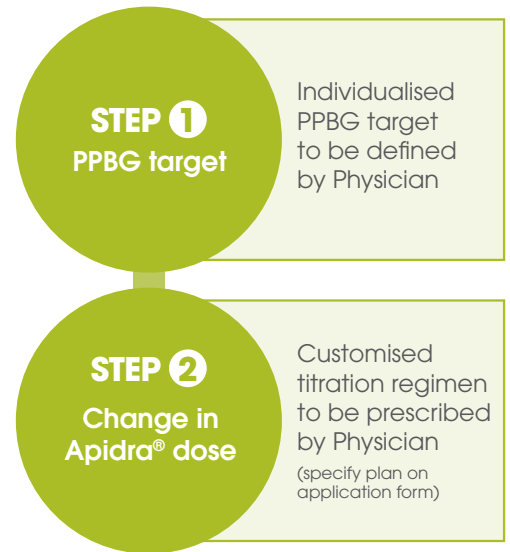 STEP 1
PPBG target
Individualised
PPBG target
to be defined
by Physician
STEP 2
Change in
Apidra® dose
Customised
titration regimen
to be prescribed
by Physician
(specify plan on
application form)